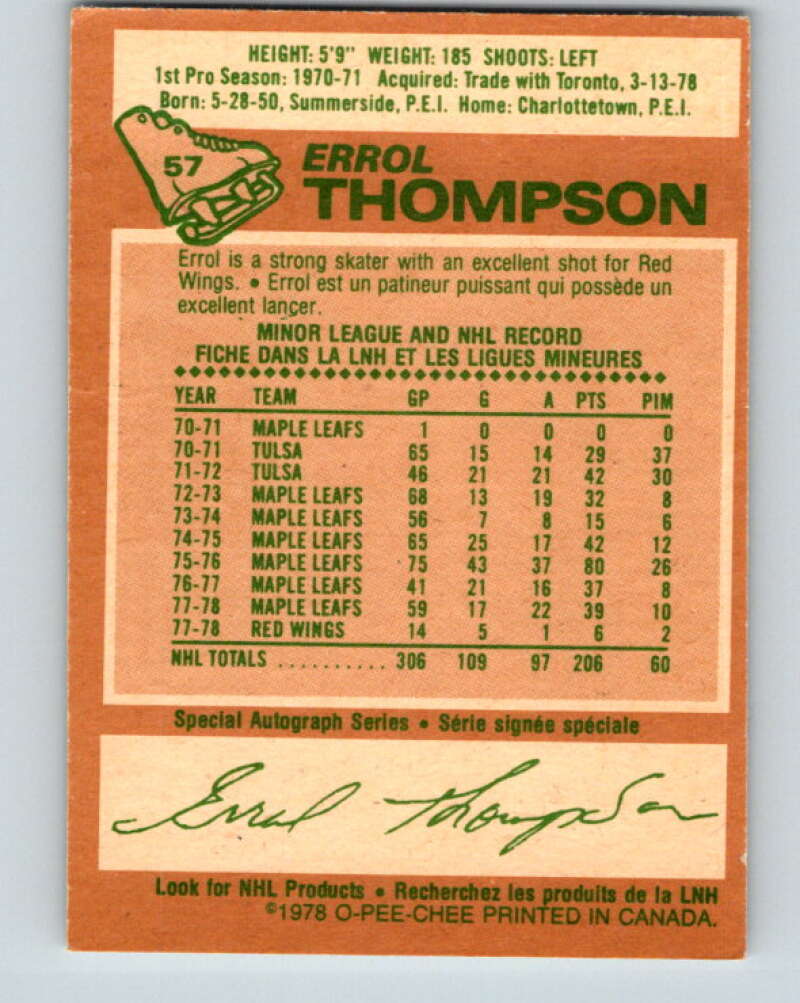 HEIGHT: 5'9" WEIGHT: 185 SHOOTS: LEFT
1st Pro Season: 1970-71 Acquired: Trade with Toronto, 3-13-78
Born: 5-28-50, Summerside, P.E.I. Home: Charlottetown, P.E.I.
57
ERROL
THOMPSON
Errol is a strong skater with an excellent shot for Red
Wings. • Errol est un patineur puissant qui possède un
excellent lancer.
MINOR LEAGUE AND NHL RECORD
FICHE DANS LA LNH ET LES LIGUES MINEURES
YEAR TEAM GP G A PTS PIM
70-71 MAPLE LEAFS 1 0 0 0 0
70-71 TULSA 65 15 14 29 37
71-72 TULSA 46 21 21 42 30
72-73 MAPLE LEAFS 68 13 19 32 8
73-74 MAPLE LEAFS 56 7 8 15 6
74-75 MAPLE LEAFS 65 25 17 42 12
75-76 MAPLE LEAFS 75 43 37 80 26
76-77 MAPLE LEAFS 41 21 16 37 8
77-78 MAPLE LEAFS 59 17 22 39 10
77-78 RED WINGS 14 5 1 6 2
NHL TOTALS .......... 306 109 97 206 60
Special Autograph Series • Série signée spéciale
Errol Thompson
Look for NHL Products • Recherchez les produits de la LNH
©1978 O-PEE-CHEE PRINTED IN CANADA.